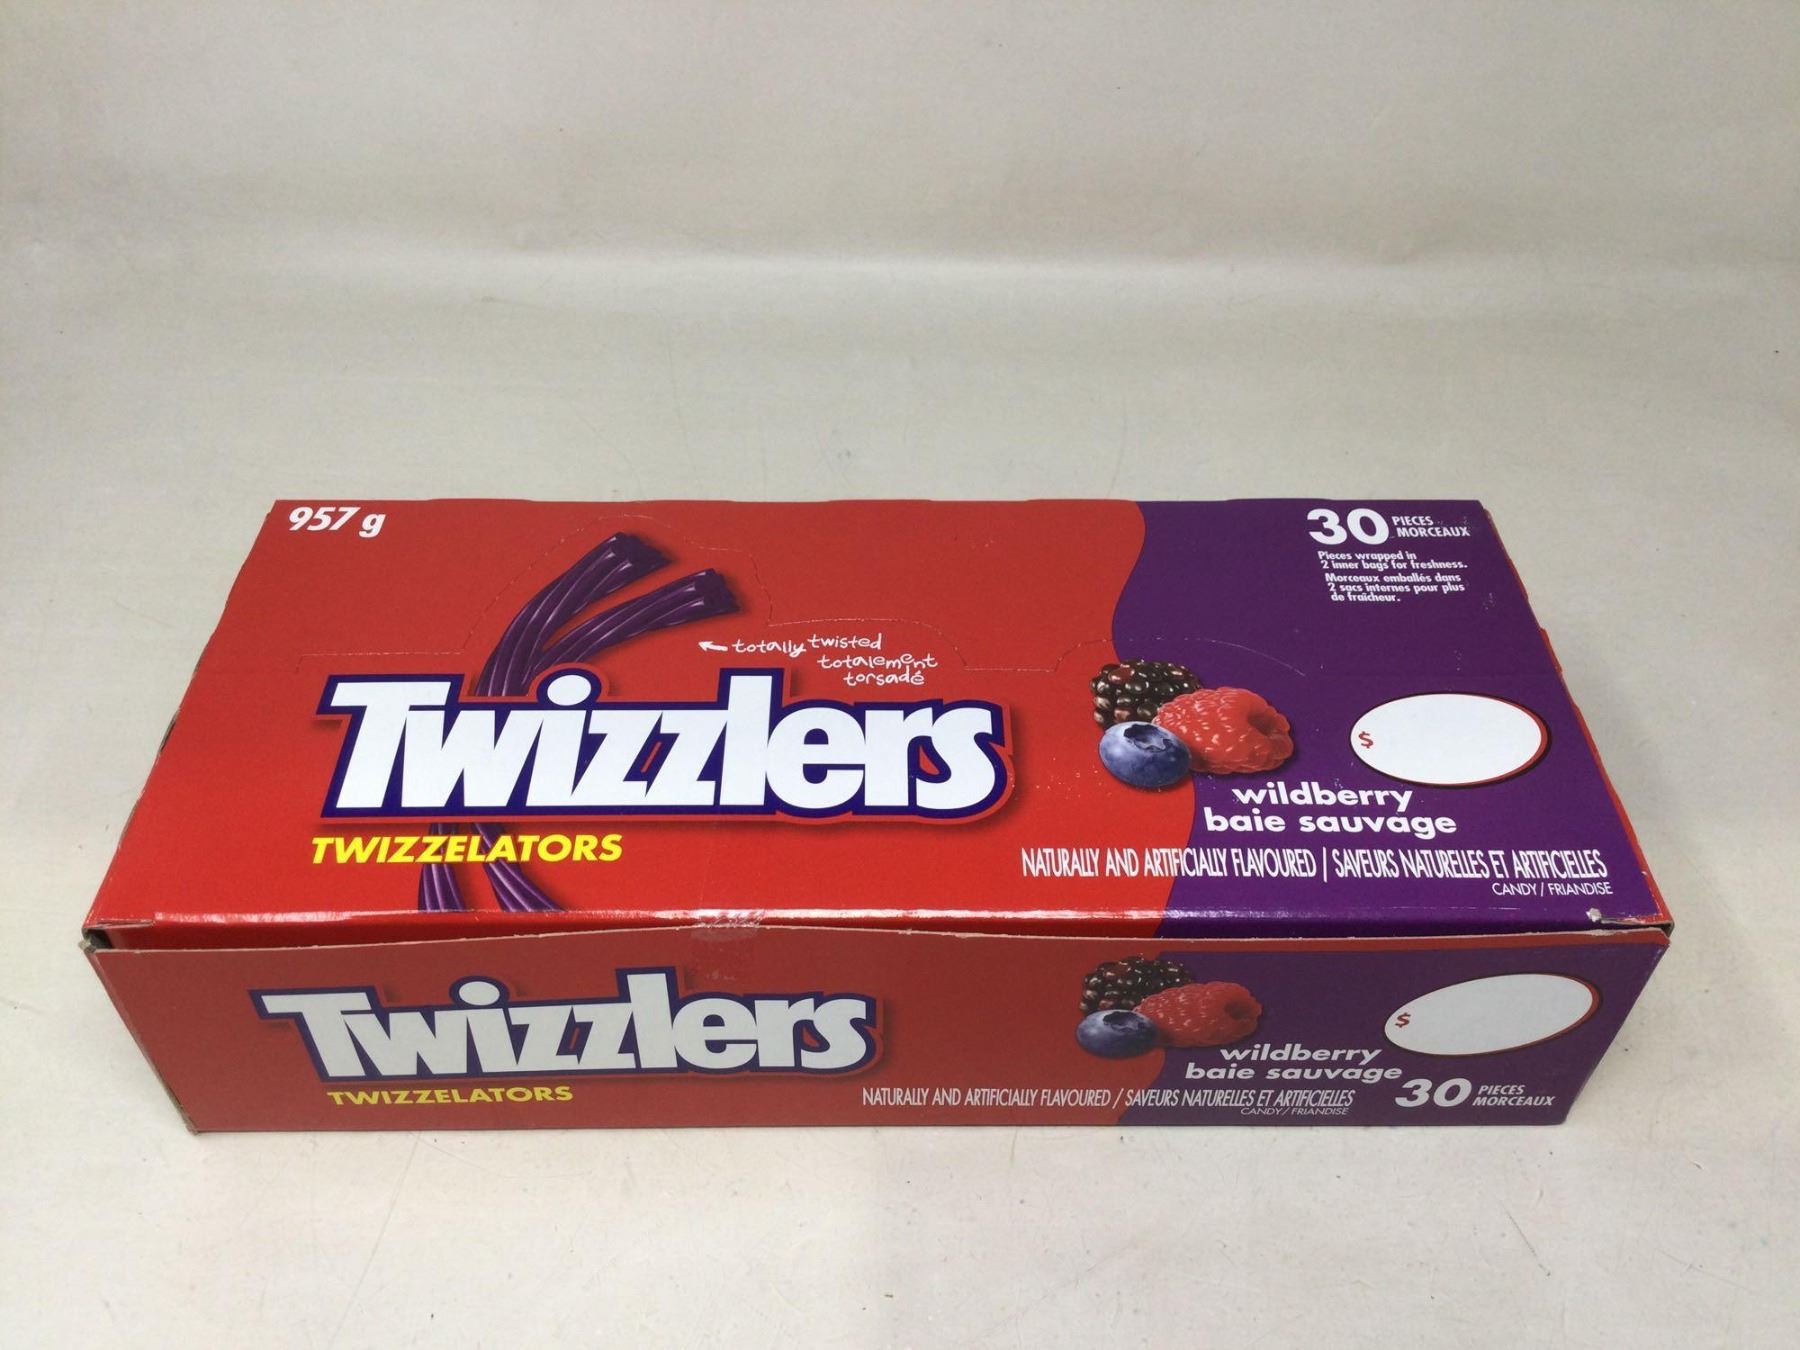 957 g
30 PIECES
MORCEAUX
Pieces wrapped in
2 inner bags for freshness.
Morceaux emballés dans
2 sacs internes pour plus
de fraîcheur.
totally twisted
totalement
torsadé
Twizzlers
TWIZZELATORS
$
wildberry
baie sauvage
NATURALLY AND ARTIFICIALLY FLAVOURED / SAVEURS NATURELLES ET ARTIFICIELLES
CANDY / FRIANDISE
Twizzlers
TWIZZELATORS
$
wildberry
baie sauvage
NATURALLY AND ARTIFICIALLY FLAVOURED / SAVEURS NATURELLES ET ARTIFICIELLES
CANDY / FRIANDISE
30 PIECES
MORCEAUX